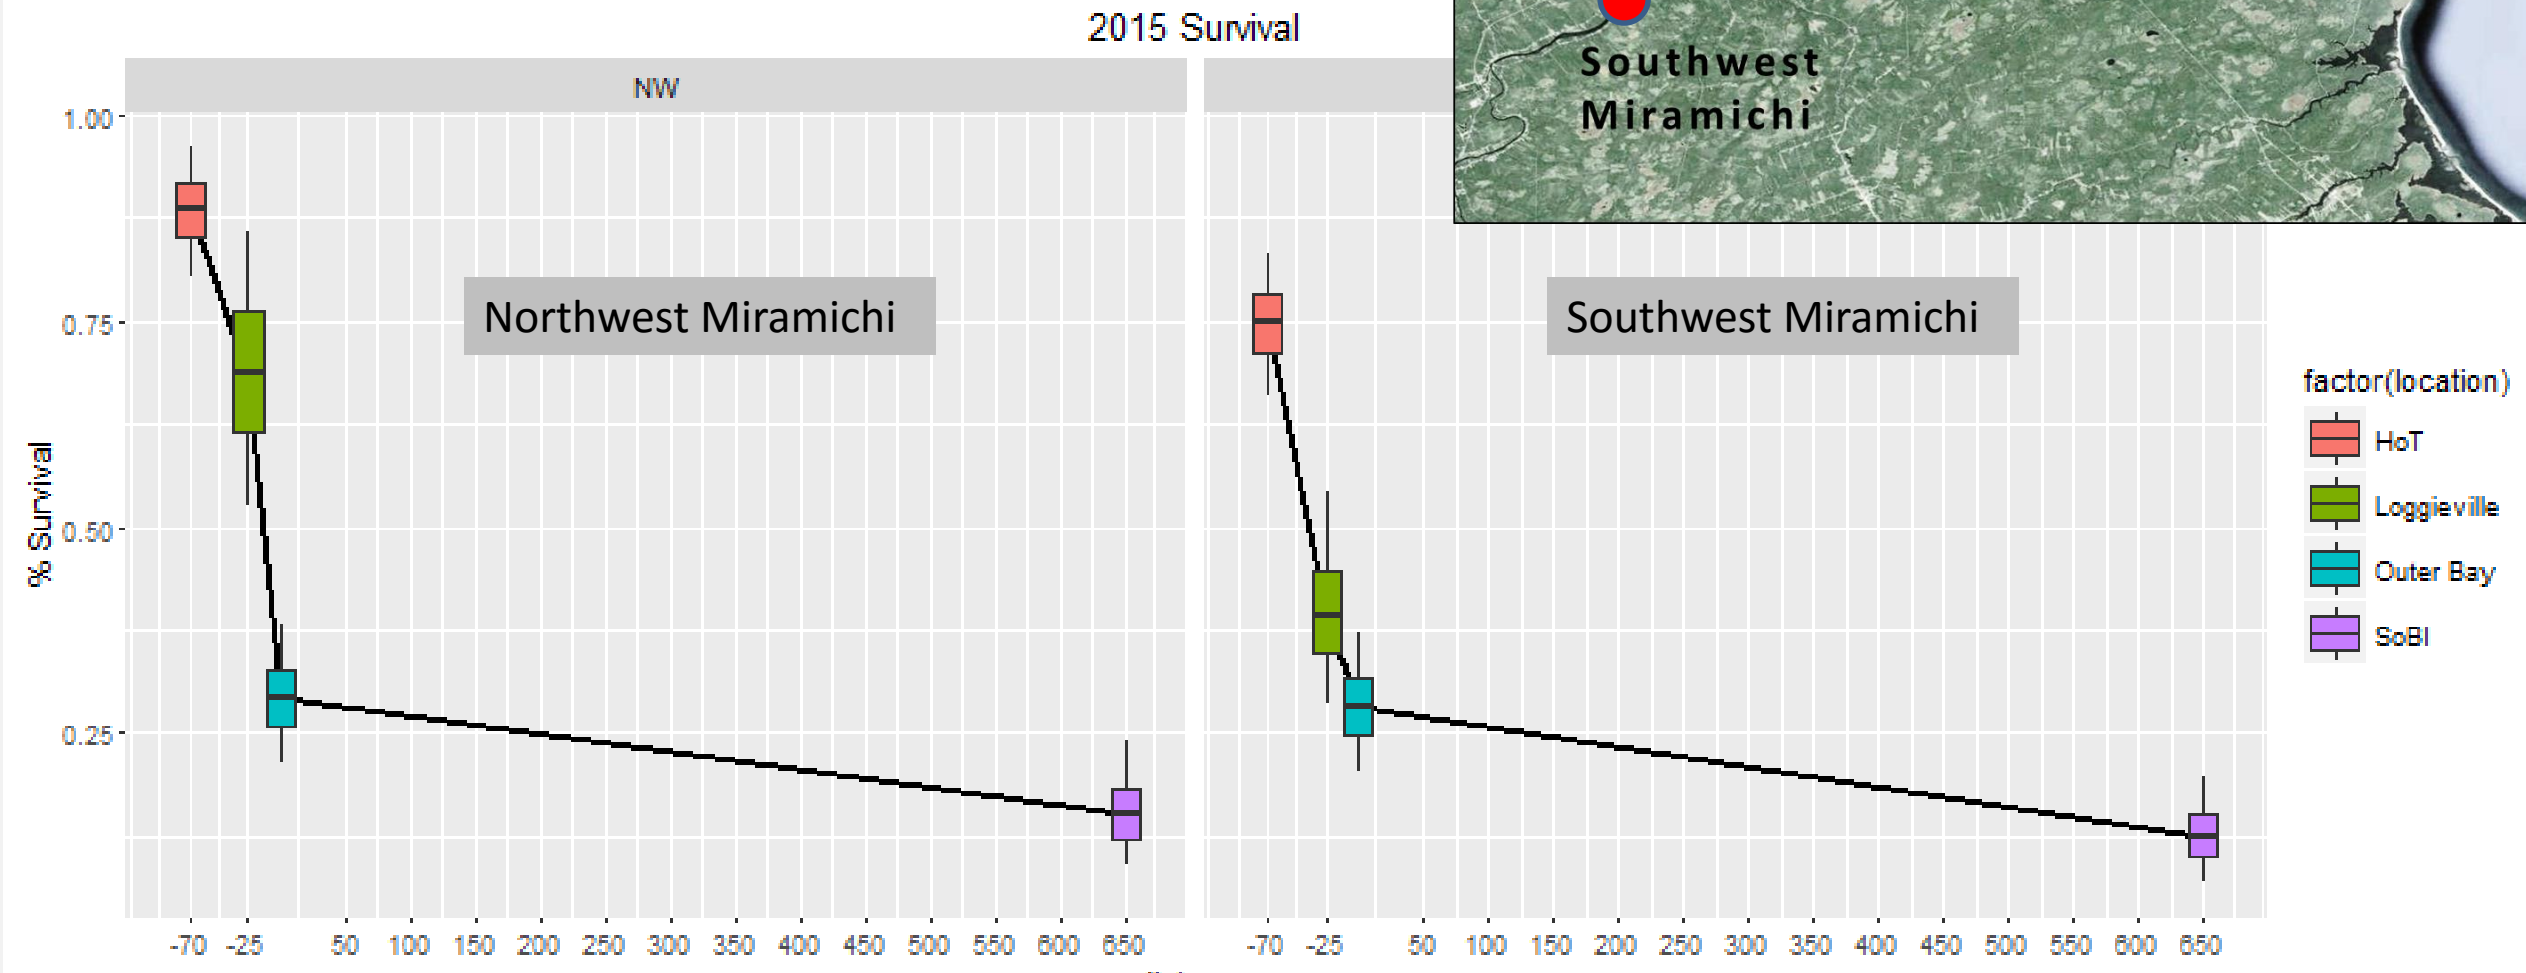 2015 Survival
Southwest
Miramichi
NW
1.00
0.75
0.50
0.25
% Survival
Northwest Miramichi
Southwest Miramichi
factor(location)
HoT
Loggieville
Outer Bay
SoBI
-70 -25 50 100 150 200 250 300 350 400 450 500 550 600 650
-70 -25 50 100 150 200 250 300 350 400 450 500 550 600 650